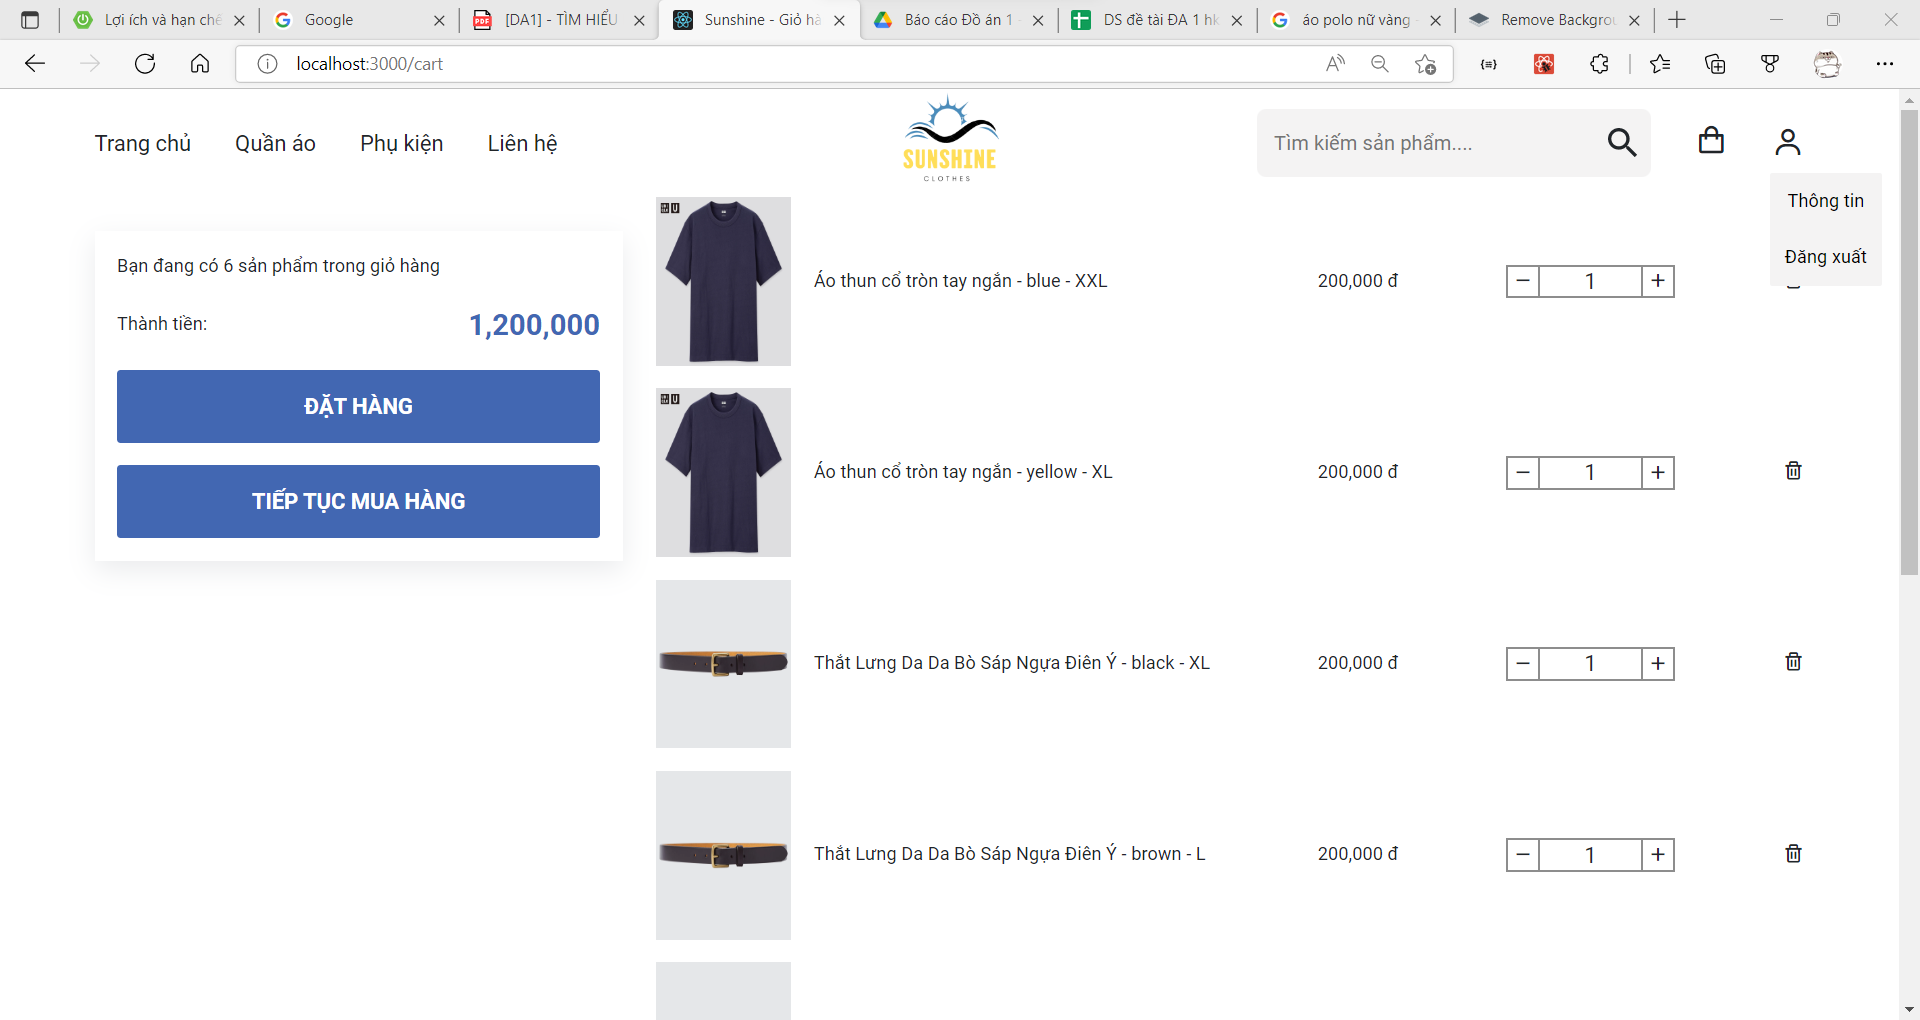 Lợi ích và hạn chế
Google
[DA1] - TÌM HIỂU
Sunshine - Giỏ hà
Báo cáo Đồ án 1 -
DS đề tài ĐA 1 hk
áo polo nữ vàng -
Remove Backgrou
localhost:3000/cart
Trang chủ
Quần áo
Phụ kiện
Liên hệ
SUNSHINE
CLOTHES
Tìm kiếm sản phẩm....
Thông tin
Đăng xuất
Bạn đang có 6 sản phẩm trong giỏ hàng
Thành tiền:
1,200,000
ĐẶT HÀNG
TIẾP TỤC MUA HÀNG
Áo thun cổ tròn tay ngắn - blue - XXL
200,000 đ
− 1 +
Áo thun cổ tròn tay ngắn - yellow - XL
200,000 đ
− 1 +
Thắt Lưng Da Da Bò Sáp Ngựa Điên Ý - black - XL
200,000 đ
− 1 +
Thắt Lưng Da Da Bò Sáp Ngựa Điên Ý - brown - L
200,000 đ
− 1 +